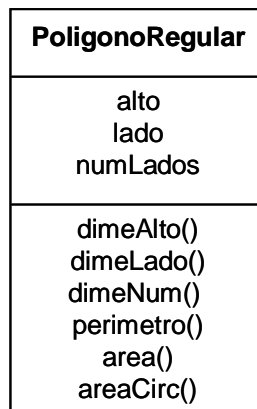 PoligonoRegular
alto
lado
numLados
dimeAlto()
dimeLado()
dimeNum()
perimetro()
area()
areaCirc()